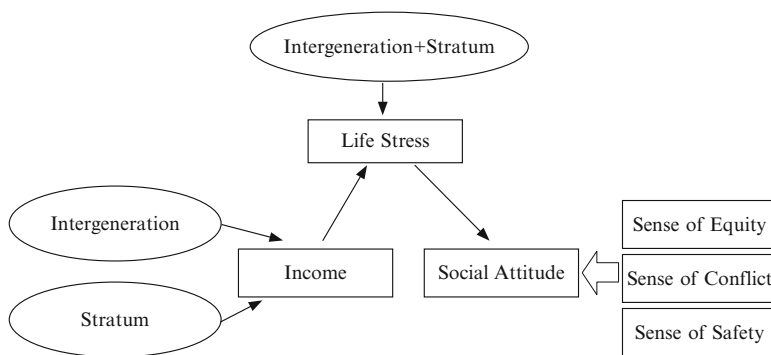 Intergeneration+Stratum
Life Stress
Intergeneration
Sense of Equity
Income
Social Attitude
Sense of Conflict
Stratum
Sense of Safety